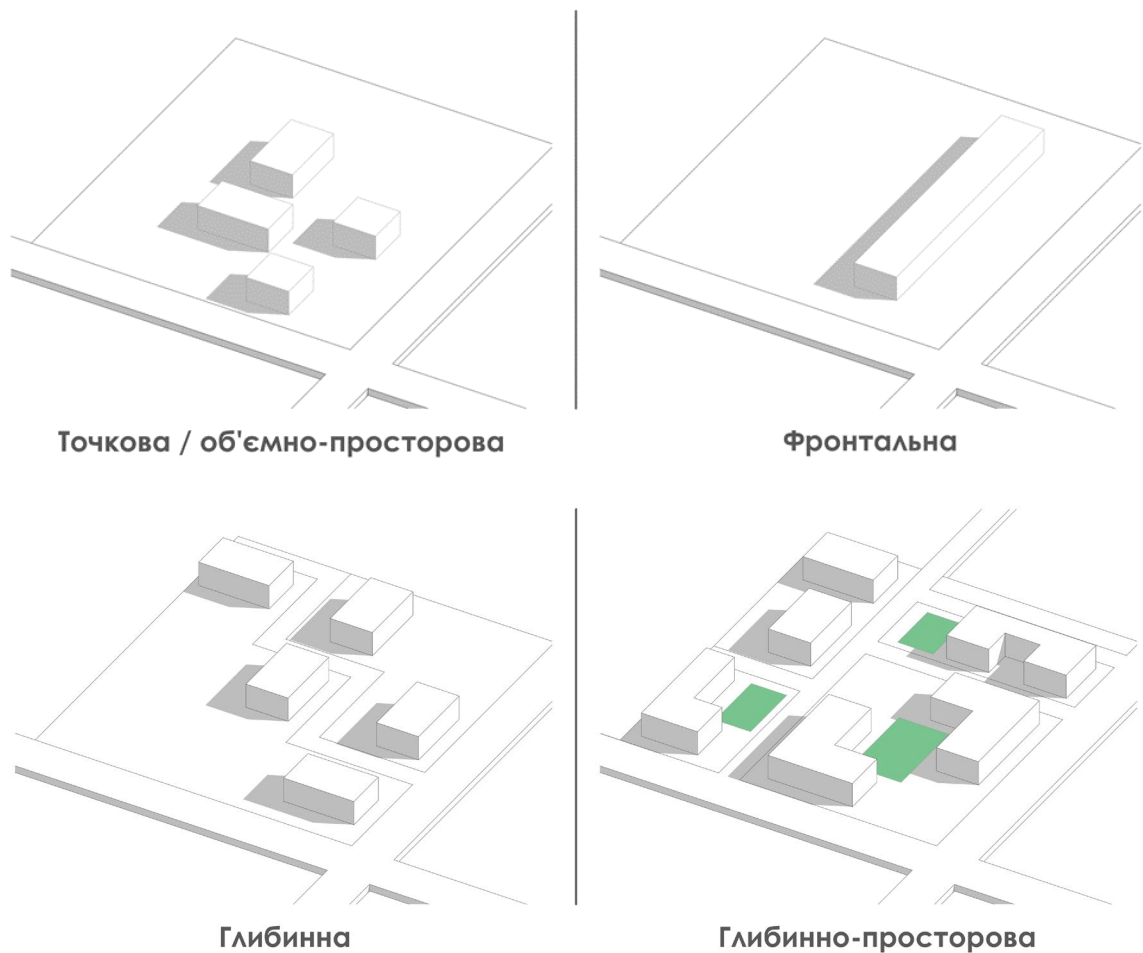 Точкова / об'ємно-просторова
Фронтальна
Глибинна
Глибинно-просторова